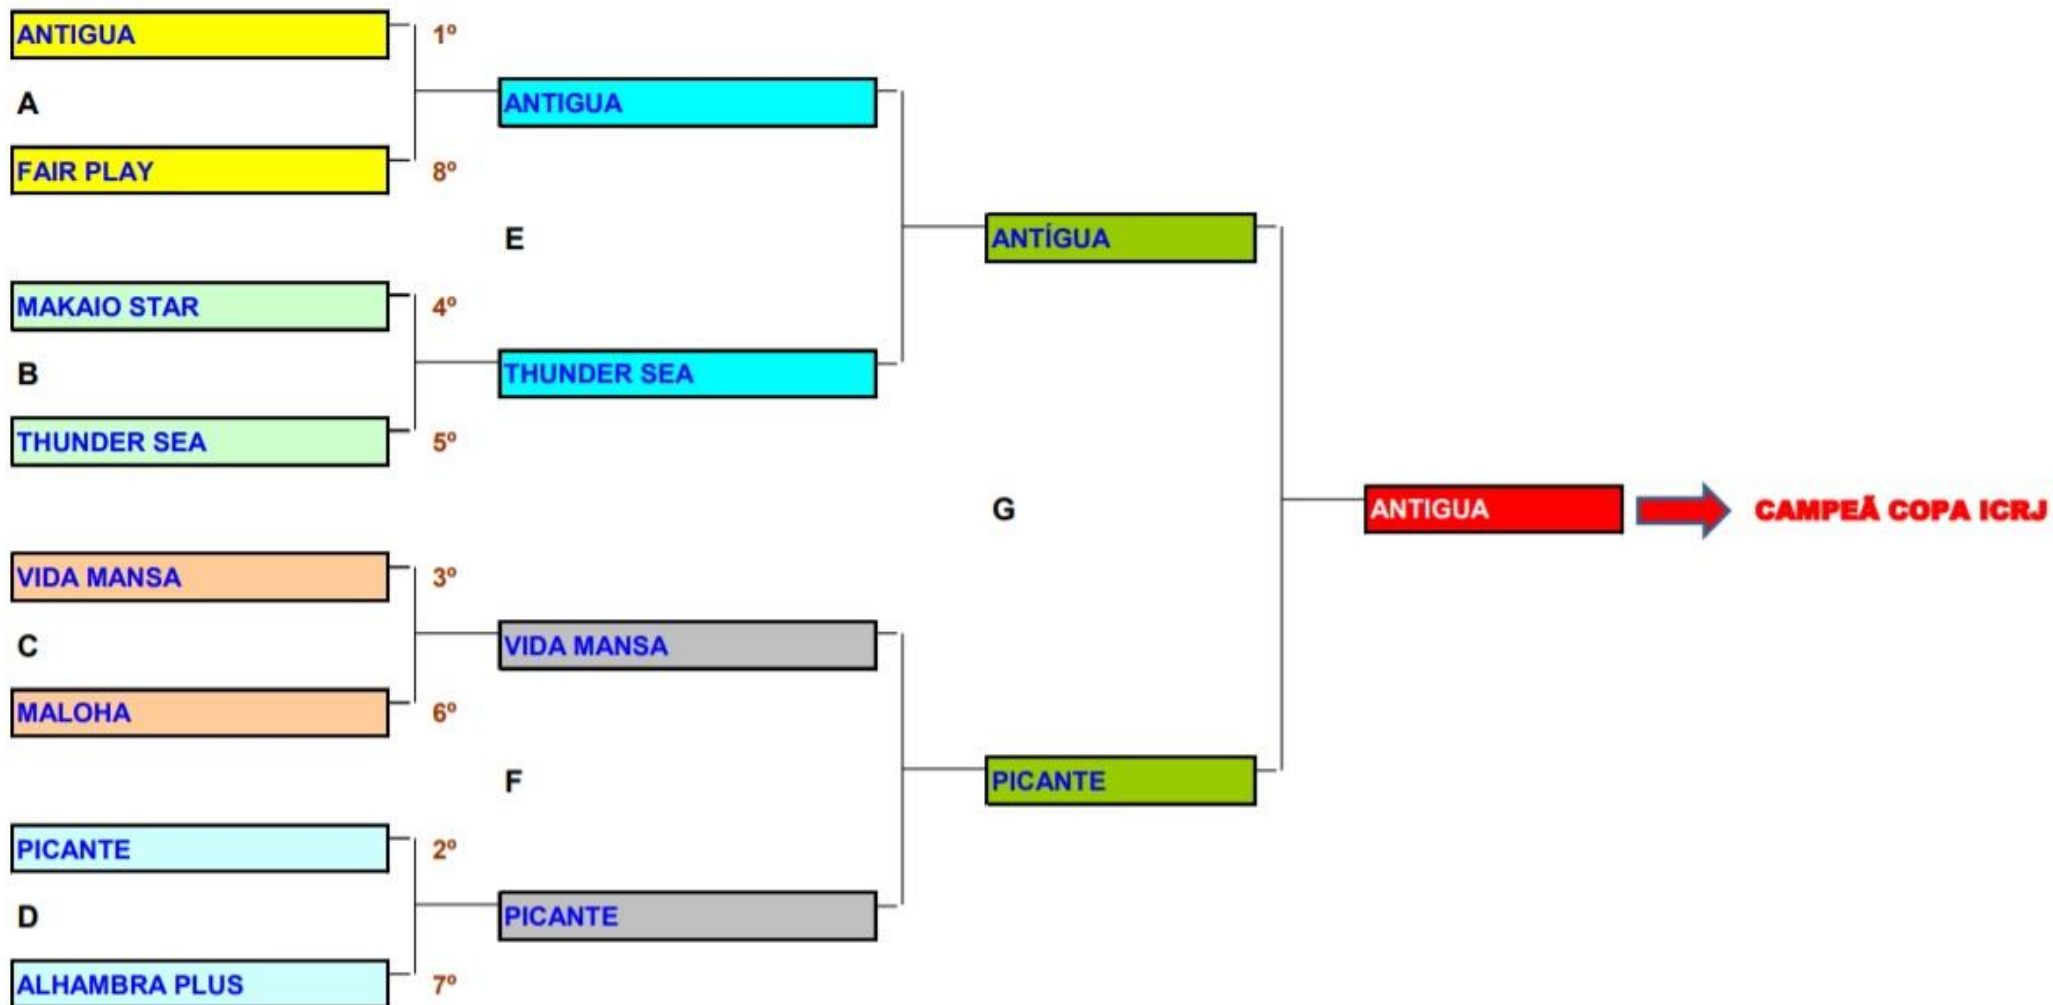 ANTIGUA
1º
A
ANTIGUA
FAIR PLAY
8º
E
ANTÍGUA
MAKAIO STAR
4º
B
THUNDER SEA
THUNDER SEA
5º
G
ANTIGUA
CAMPEÃ COPA ICRJ
VIDA MANSA
3º
C
VIDA MANSA
MALOHA
6º
F
PICANTE
PICANTE
2º
D
PICANTE
ALHAMBRA PLUS
7º